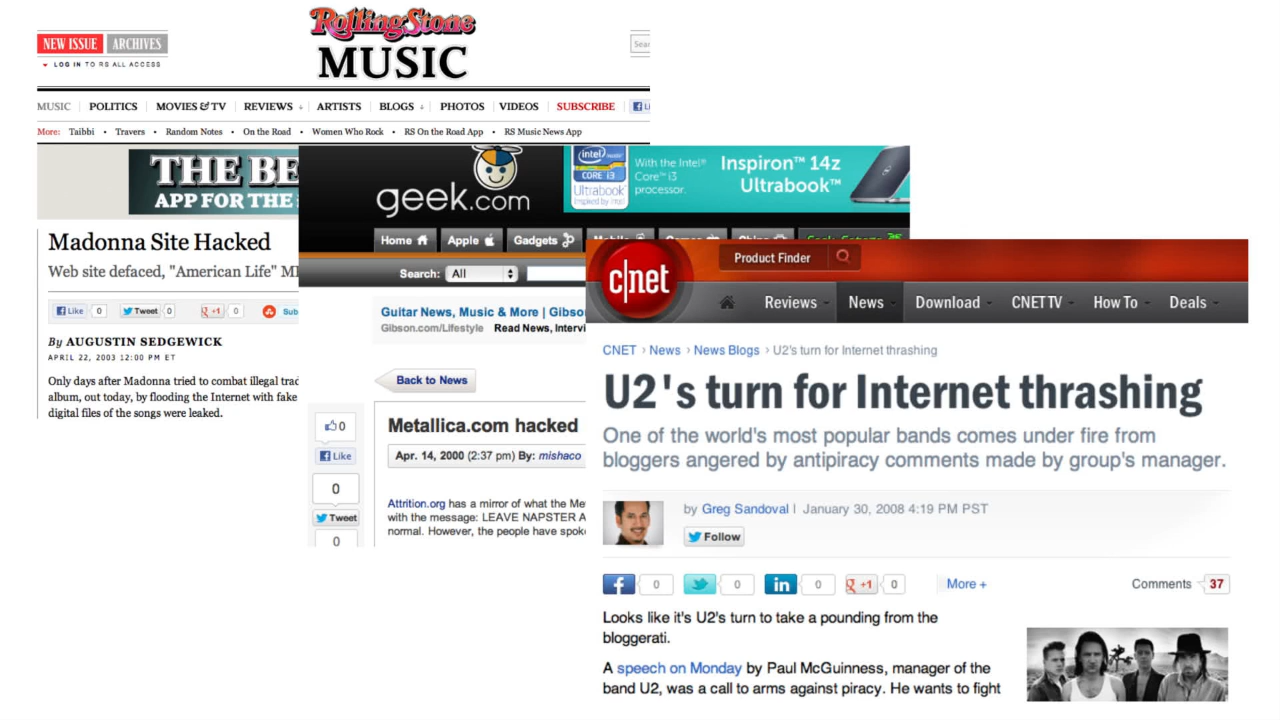 RollingStone
MUSIC
NEW ISSUE ARCHIVES
LOG IN TO RS ALL ACCESS
MUSIC POLITICS MOVIES & TV REVIEWS ARTISTS BLOGS PHOTOS VIDEOS SUBSCRIBE
More: Taibbi • Travers • Random Notes • On the Road • Women Who Rock • RS On the Road App • RS Music News App
THE BE
APP FOR THE
Madonna Site Hacked
Web site defaced, "American Life"
Like 0 Tweet 0 +1 0 Sub
By AUGUSTIN SEDGEWICK
APRIL 22, 2003 12:00 PM ET
Only days after Madonna tried to combat illegal trad
album, out today, by flooding the Internet with fake
digital files of the songs were leaked.
geek.com
intel
CORE i3
Ultrabook
Inspired by Intel
With the Intel®
Core™ i3
processor.
Inspiron™ 14z
Ultrabook™
Home Apple Gadgets
Search: All
Guitar News, Music & More | Gibso
Gibson.com/Lifestyle Read News, Intervi
Back to News
0
Like
0
Tweet
0
Metallica.com hacked
Apr. 14, 2000 (2:37 pm) By: mishaco
Attrition.org has a mirror of what the Me
with the message: LEAVE NAPSTER A
normal. However, the people have spok
c|net
Product Finder
Reviews News Download CNET TV How To Deals
CNET › News › News Blogs › U2's turn for Internet thrashing
U2's turn for Internet thrashing
One of the world's most popular bands comes under fire from
bloggers angered by antipiracy comments made by group's manager.
by Greg Sandoval | January 30, 2008 4:19 PM PST
Follow
f 0 0 in 0 +1 0 More + Comments 37
Looks like it's U2's turn to take a pounding from the
bloggerati.
A speech on Monday by Paul McGuinness, manager of the
band U2, was a call to arms against piracy. He wants to fight